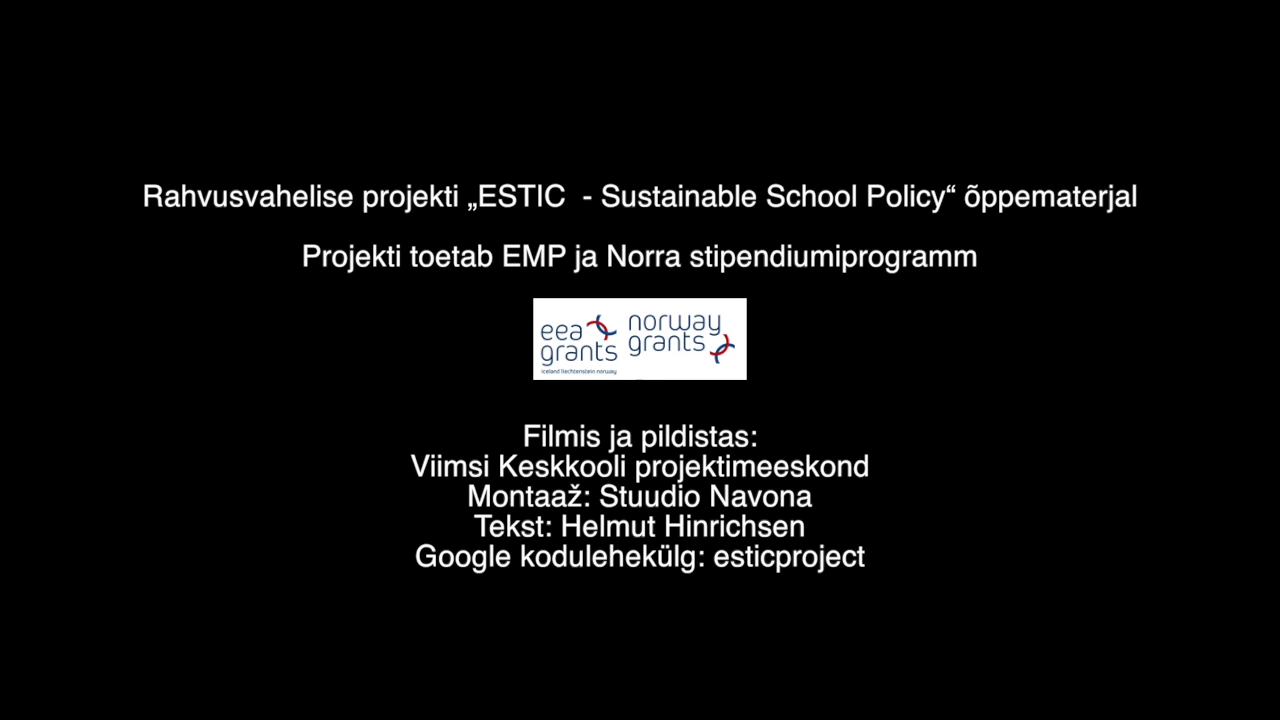 Rahvusvahelise projekti „ESTIC  - Sustainable School Policy“ õppematerjal
Projekti toetab EMP ja Norra stipendiumiprogramm
eea
grants
iceland liechtenstein norway
norway
grants
Filmis ja pildistas:
Viimsi Keskkooli projektimeeskond
Montaaž: Stuudio Navona
Tekst: Helmut Hinrichsen
Google kodulehekülg: esticproject